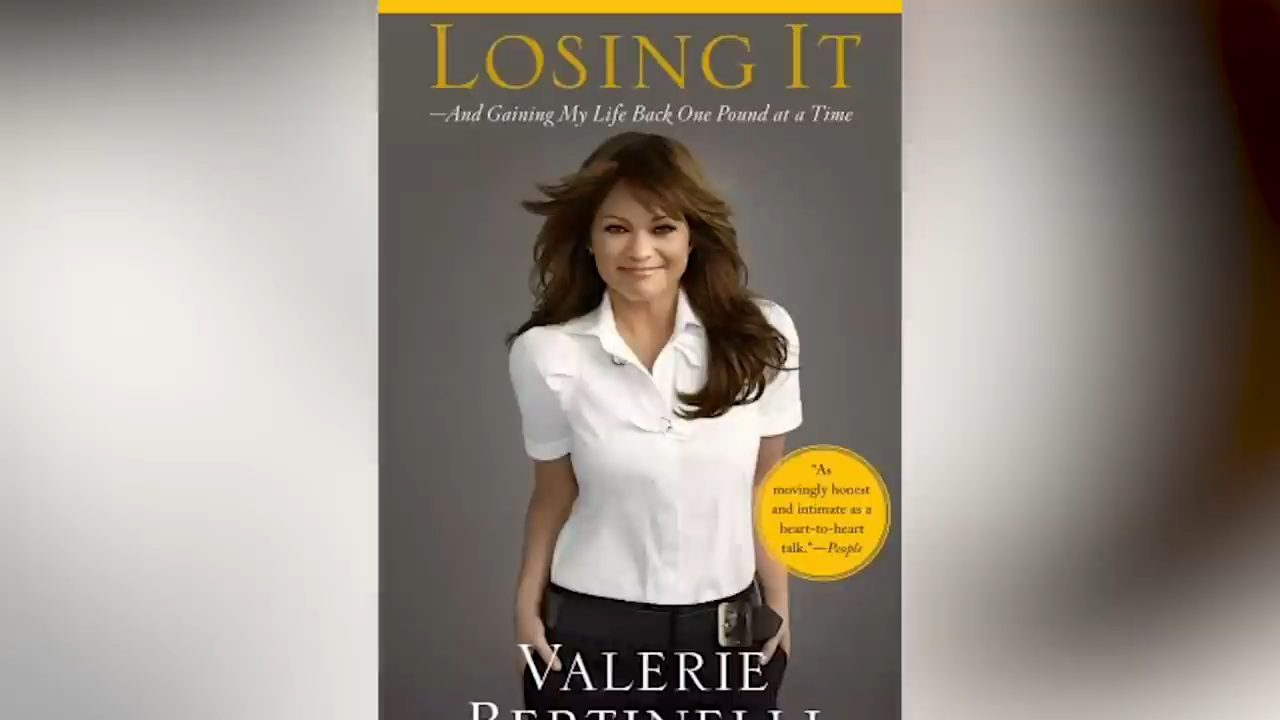 LOSING IT
—And Gaining My Life Back One Pound at a Time
"As
movingly honest
and intimate as a
heart-to-heart
talk."—People
VALERIE
BERTINELLI